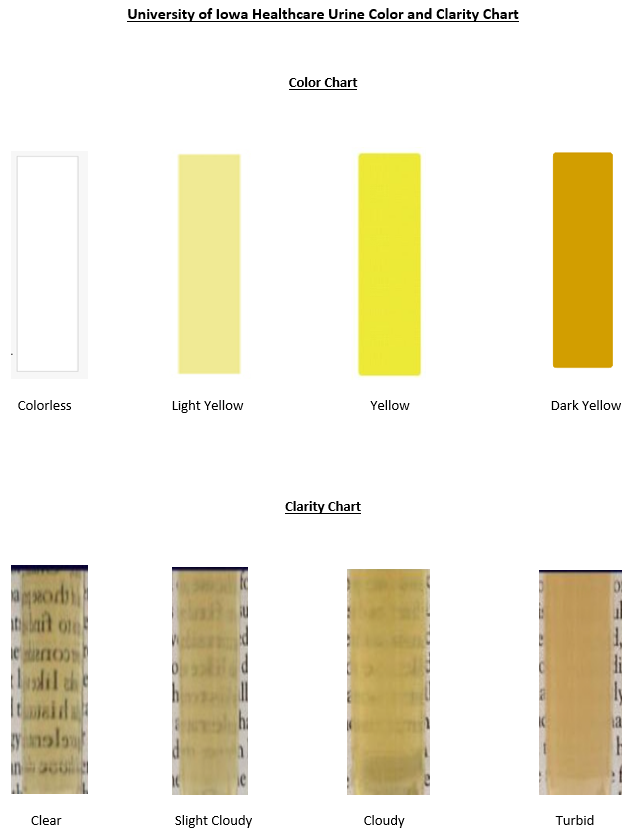 University of Iowa Healthcare Urine Color and Clarity Chart
Color Chart
Colorless
Light Yellow
Yellow
Dark Yellow
Clarity Chart
Clear
Slight Cloudy
Cloudy
Turbid